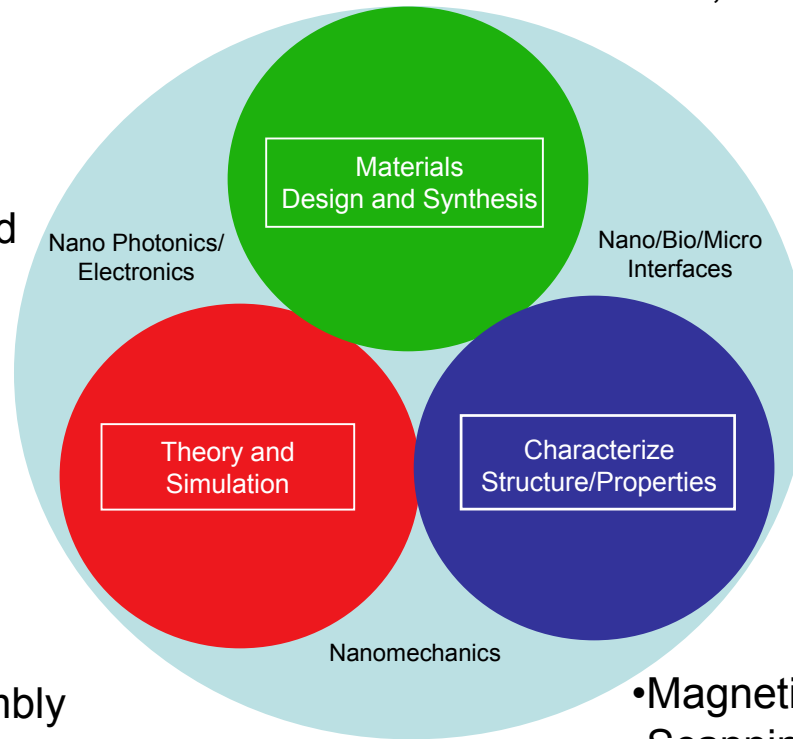 Materials
Design and Synthesis
Nano Photonics/
Electronics
Nano/Bio/Micro
Interfaces
Theory and
Simulation
Characterize
Structure/Properties
Nanomechanics